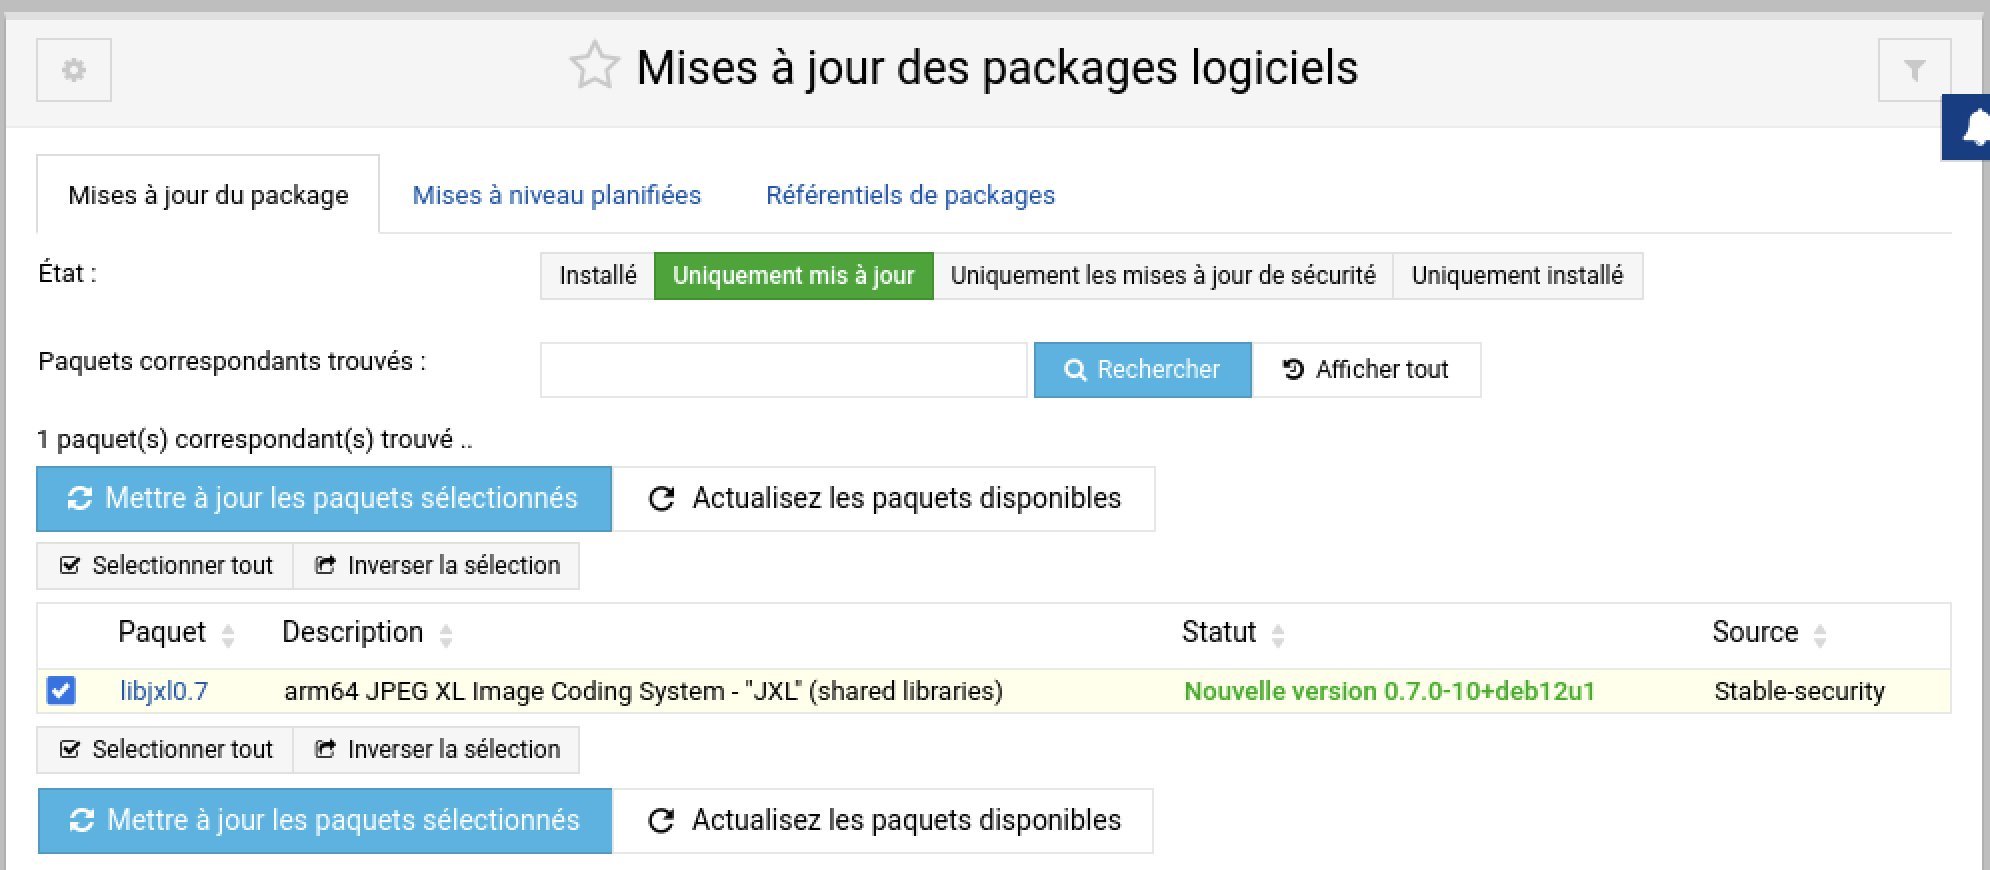 Mises à jour des packages logiciels
Mises à jour du package Mises à niveau planifiées Référentiels de packages
État : Installé Uniquement mis à jour Uniquement les mises à jour de sécurité Uniquement installé
Paquets correspondants trouvés : Rechercher Afficher tout
1 paquet(s) correspondant(s) trouvé ..
Mettre à jour les paquets sélectionnés Actualisez les paquets disponibles
Selectionner tout Inverser la sélection
Paquet Description Statut Source
libjxl0.7 arm64 JPEG XL Image Coding System - "JXL" (shared libraries) Nouvelle version 0.7.0-10+deb12u1 Stable-security
Selectionner tout Inverser la sélection
Mettre à jour les paquets sélectionnés Actualisez les paquets disponibles